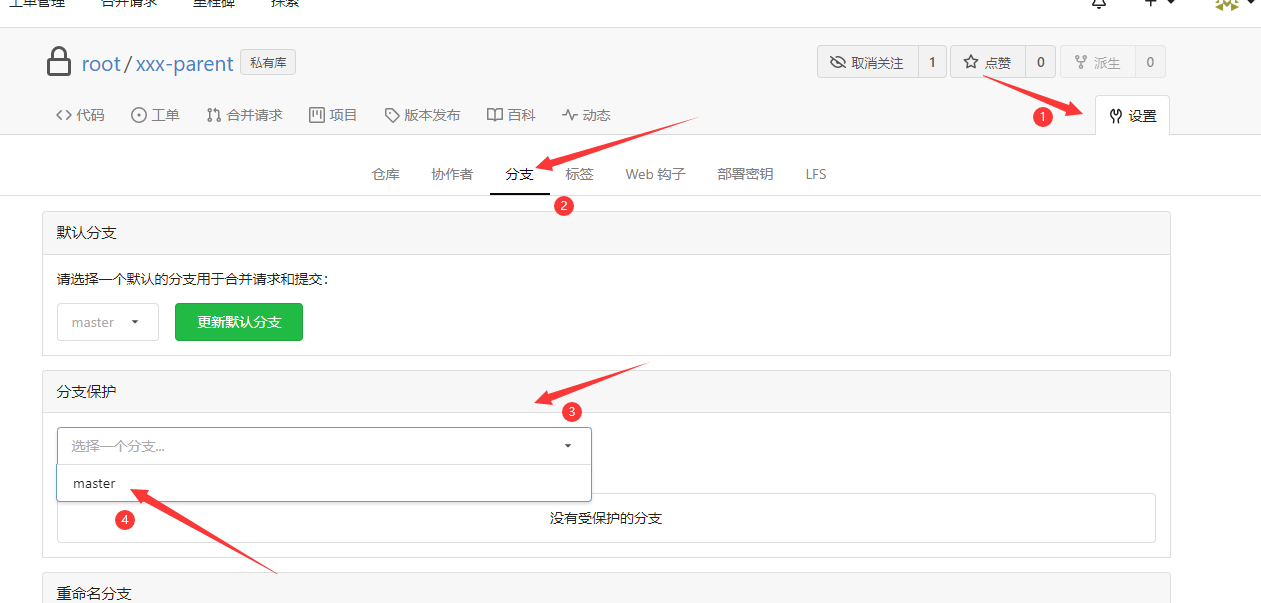 工单管理 合并请求 里程碑 探索
root / xxx-parent 私有库 取消关注 1 点赞 0 派生 0
代码 工单 合并请求 项目 版本发布 百科 动态 1 设置
仓库 协作者 分支 标签 Web 钩子 部署密钥 LFS
2
默认分支
请选择一个默认的分支用于合并请求和提交：
master 更新默认分支
分支保护
3
选择一个分支...
master
4
没有受保护的分支
重命名分支